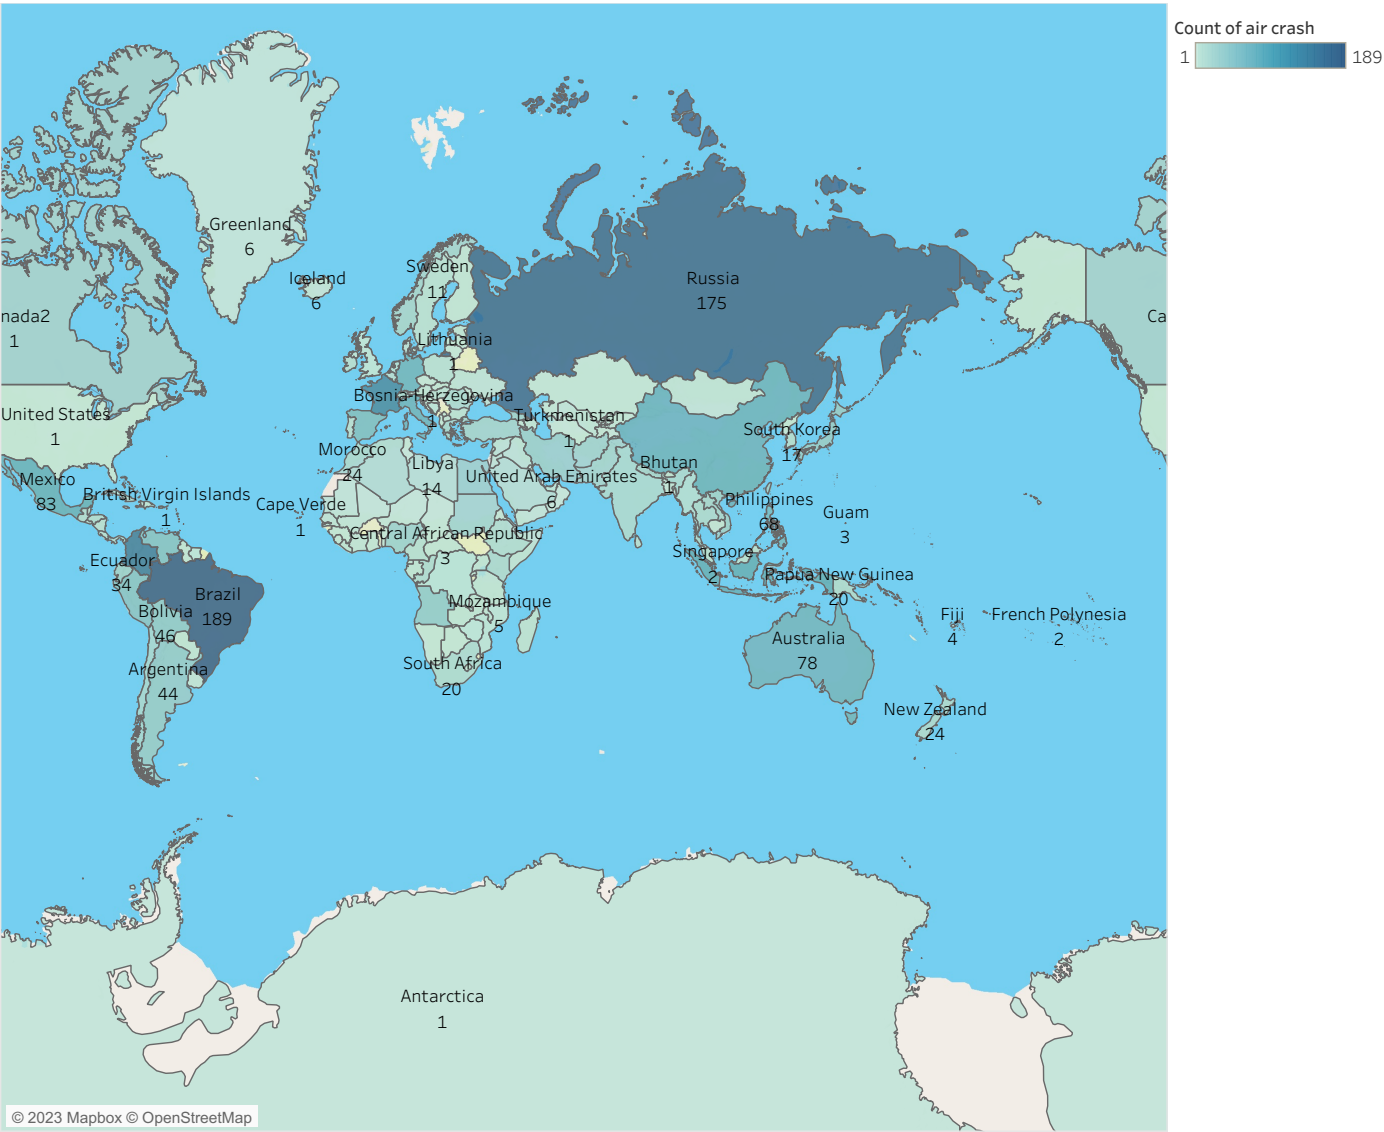 Count of air crash
1
189
Greenland
6
Iceland
6
Sweden
11
Russia
175
nada2
1
Ca
Lithuania
1
Bosnia-Herzegovina
1
United States
1
Turkmenistan
1
South Korea
17
Morocco
24
Libya
14
United Arab Emirates
6
Bhutan
1
Mexico
83
British Virgin Islands
1
Cape Verde
1
Philippines
68
Guam
3
Central African Republic
3
Ecuador
34
Singapore
2
Papua New Guinea
20
Brazil
189
Bolivia
46
Mozambique
5
Fiji
4
French Polynesia
2
Australia
78
Argentina
44
South Africa
20
New Zealand
24
Antarctica
1
© 2023 Mapbox © OpenStreetMap